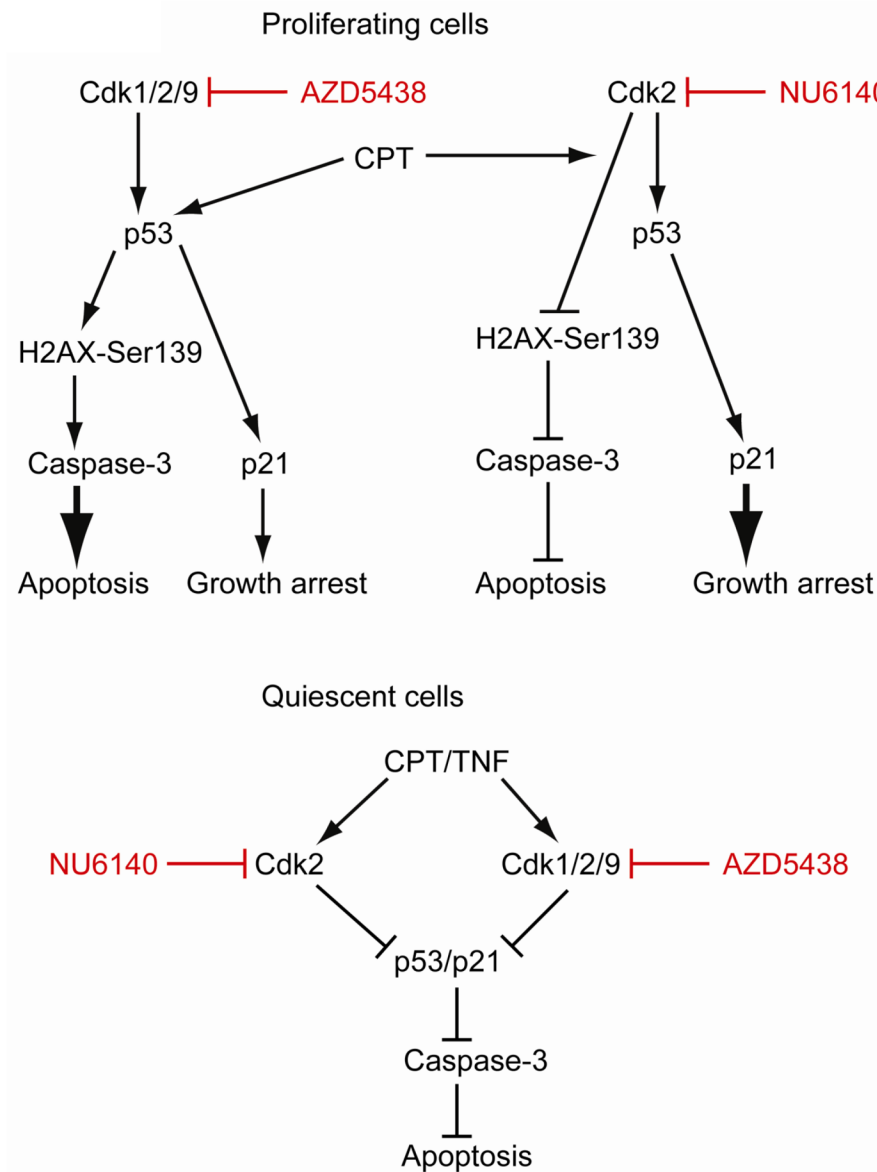 Proliferating cells
Cdk1/2/9 AZD5438 Cdk2 NU6140
CPT
p53 p53
H2AX-Ser139 H2AX-Ser139
Caspase-3 p21 Caspase-3 p21
Apoptosis Growth arrest Apoptosis Growth arrest
Quiescent cells
CPT/TNF
NU6140 Cdk2 Cdk1/2/9 AZD5438
p53/p21
Caspase-3
Apoptosis